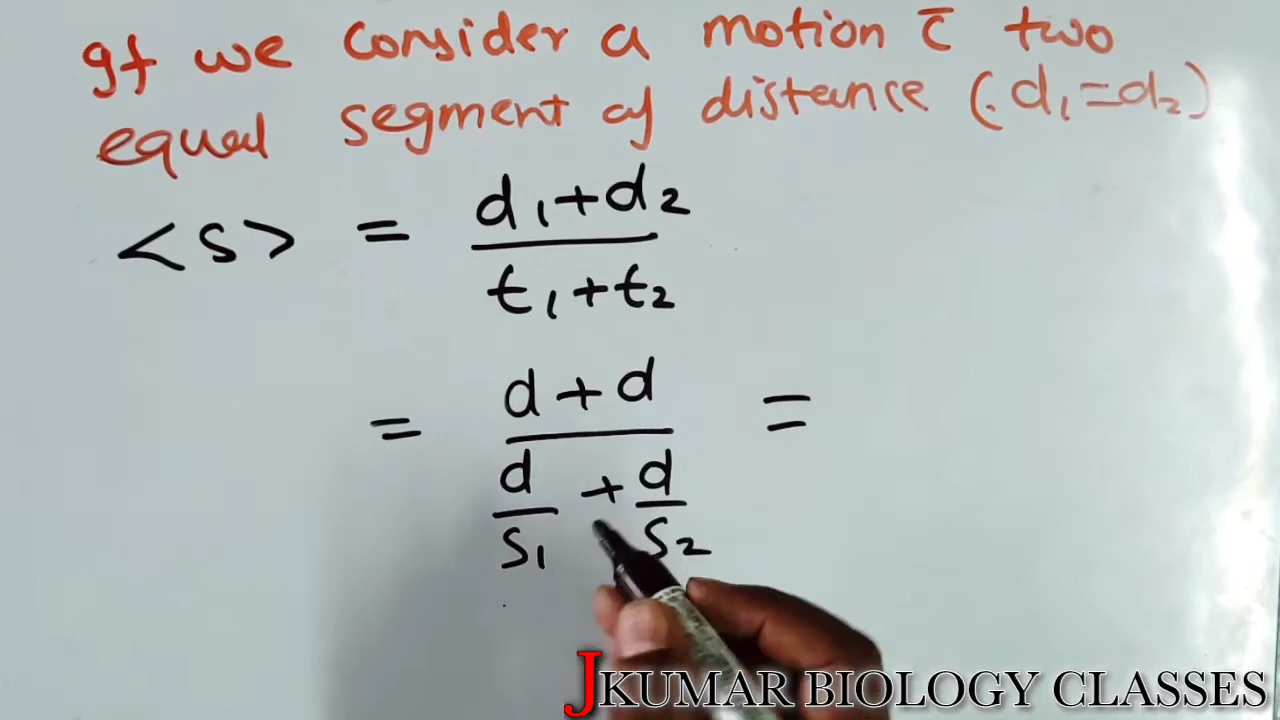 If we consider a motion c̅ two
equal segment of distance (. d₁=d₂)
<s> = d₁+d₂ / t₁+t₂
= d+d / d/s₁ + d/s₂ =
JKUMAR BIOLOGY CLASSES